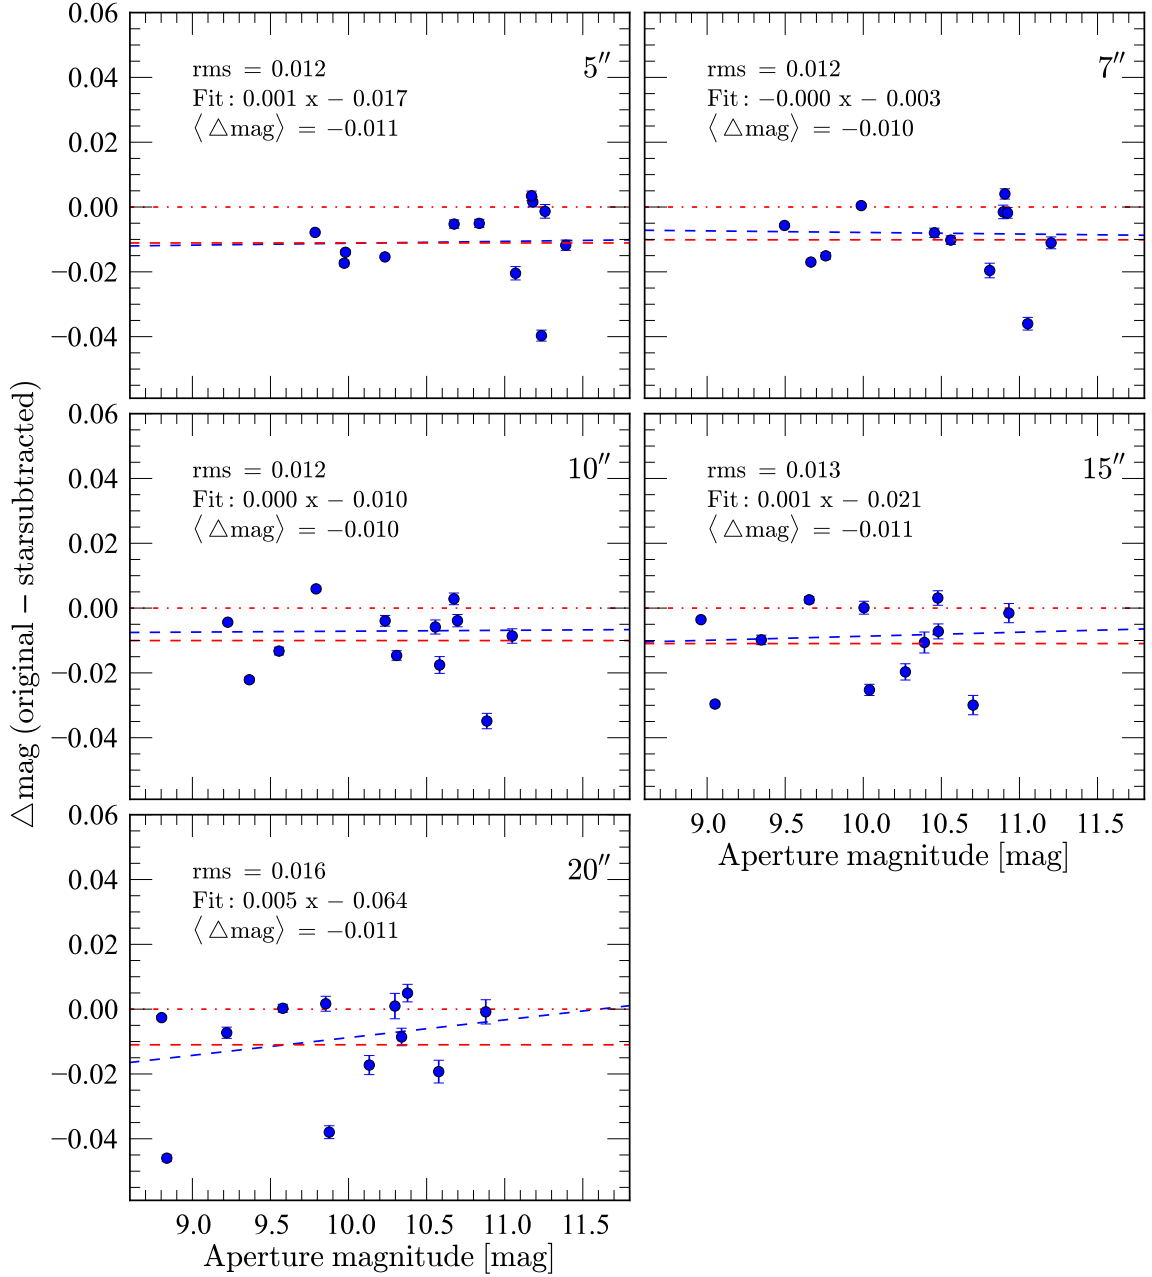 △mag (original − starsubtracted)
0.06
0.04
0.02
0.00
−0.02
−0.04
rms = 0.012
Fit: 0.001 x − 0.017
⟨△mag⟩ = −0.011
5″
rms = 0.012
Fit: −0.000 x − 0.003
⟨△mag⟩ = −0.010
7″
0.06
0.04
0.02
0.00
−0.02
−0.04
rms = 0.012
Fit: 0.000 x − 0.010
⟨△mag⟩ = −0.010
10″
rms = 0.013
Fit: 0.001 x − 0.021
⟨△mag⟩ = −0.011
15″
9.0 9.5 10.0 10.5 11.0 11.5
Aperture magnitude [mag]
0.06
0.04
0.02
0.00
−0.02
−0.04
rms = 0.016
Fit: 0.005 x − 0.064
⟨△mag⟩ = −0.011
20″
9.0 9.5 10.0 10.5 11.0 11.5
Aperture magnitude [mag]